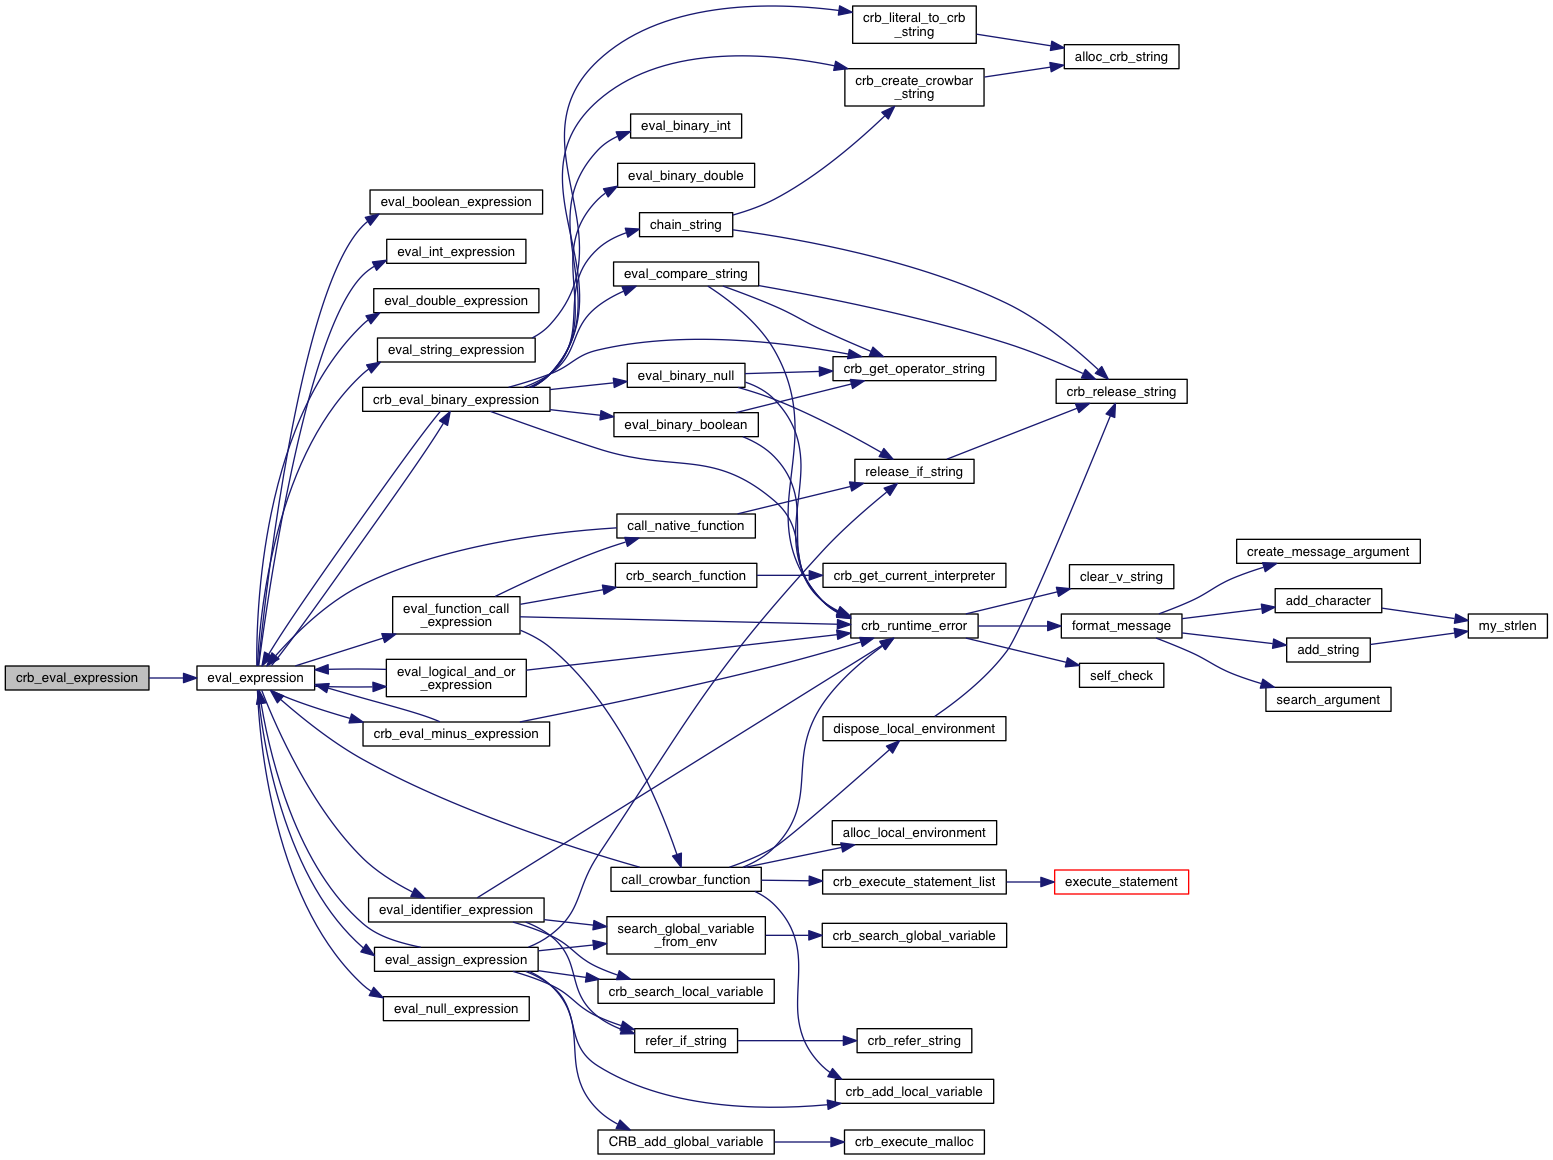 crb_literal_to_crb
_string
alloc_crb_string
crb_create_crowbar
_string
eval_binary_int
eval_binary_double
eval_boolean_expression
chain_string
eval_int_expression
eval_compare_string
eval_double_expression
eval_string_expression
crb_get_operator_string
eval_binary_null
crb_release_string
crb_eval_binary_expression
eval_binary_boolean
release_if_string
call_native_function
create_message_argument
crb_search_function
crb_get_current_interpreter
clear_v_string
add_character
eval_function_call
_expression
crb_runtime_error
format_message
my_strlen
add_string
crb_eval_expression
eval_expression
eval_logical_and_or
_expression
self_check
search_argument
crb_eval_minus_expression
dispose_local_environment
alloc_local_environment
call_crowbar_function
crb_execute_statement_list
execute_statement
eval_identifier_expression
search_global_variable
_from_env
crb_search_global_variable
eval_assign_expression
crb_search_local_variable
eval_null_expression
refer_if_string
crb_refer_string
crb_add_local_variable
CRB_add_global_variable
crb_execute_malloc